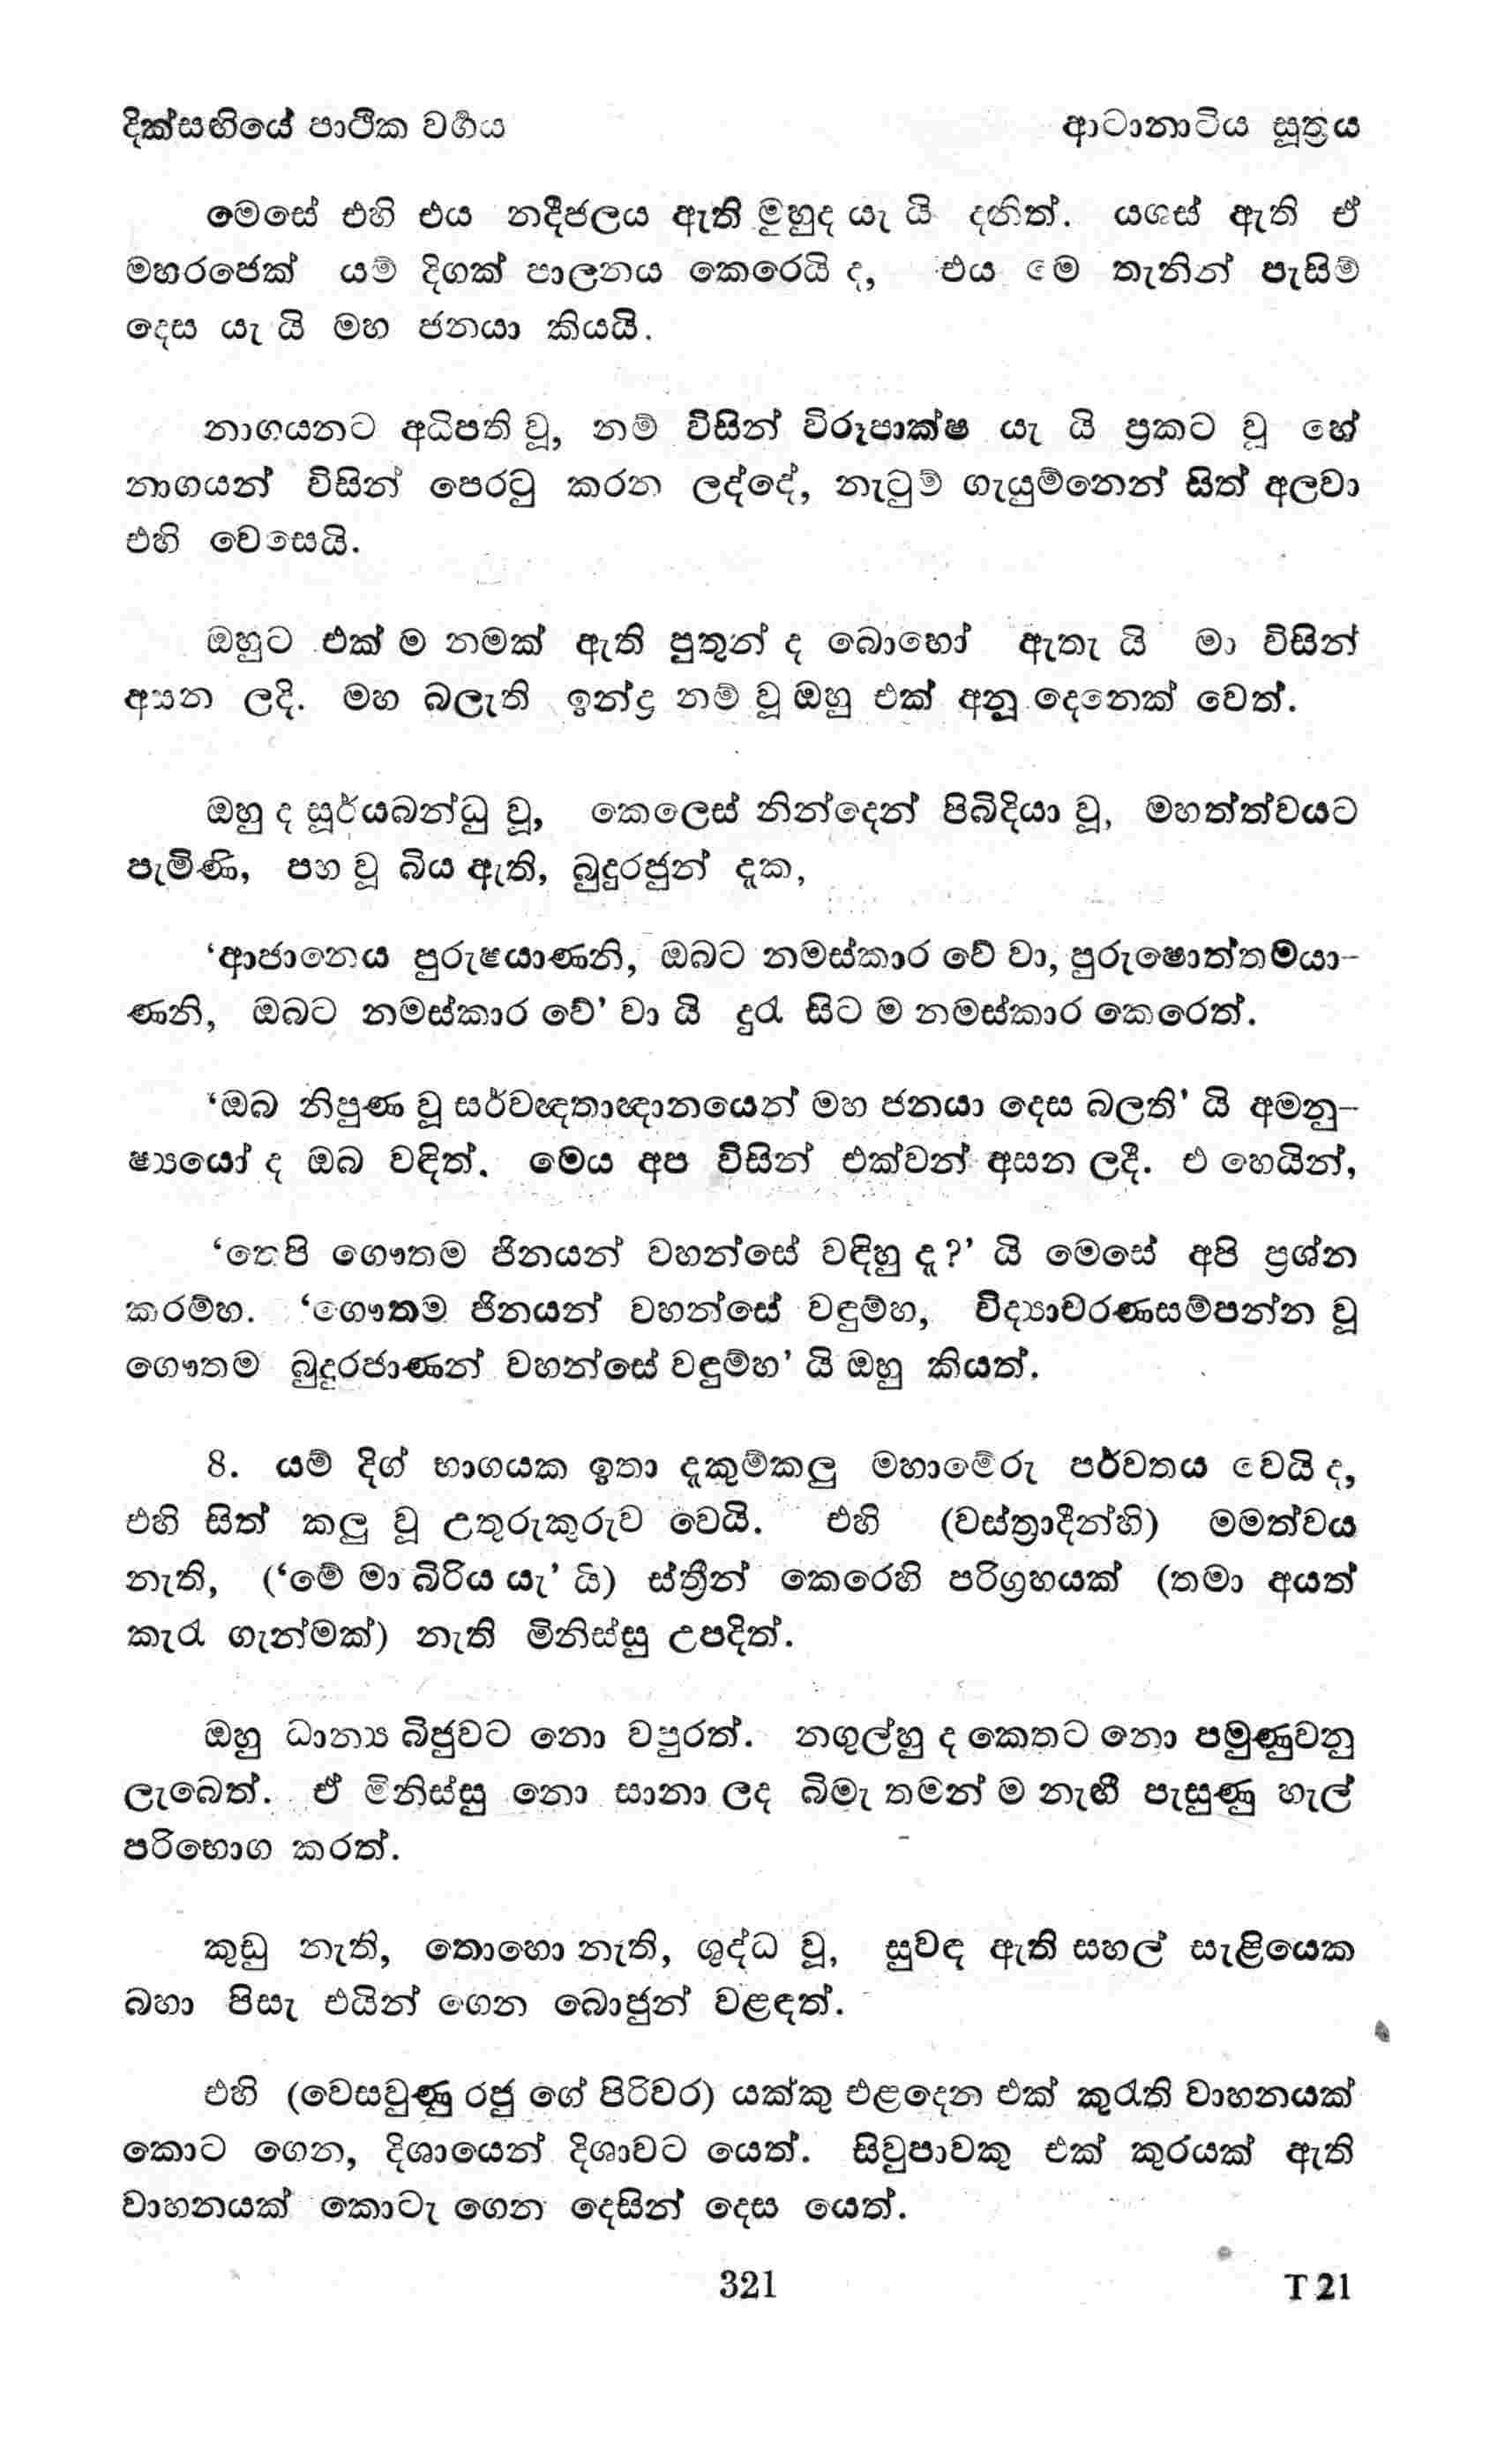 දික්සඟියේ පාථික වර්‍ගය
ආටානාටිය සූත්‍රය
මෙසේ එහි එය නදීජලය ඇති මුහුද යැ යි දනිත්. යශස් ඇති ඒ
මහරජෙක් යම් දිගක් පාලනය කෙරෙයි ද, එය මෙ තැනින් පැසිම්
දෙස යැ යි මහ ජනයා කියයි.
නාගයනට අධිපති වූ, නම් විසින් විරූපාක්ෂ යැ යි ප්‍රකට වූ හේ
නාගයන් විසින් පෙරටු කරන ලද්දේ, නැටුම් ගැයුම්නෙන් සිත් අලවා
එහි වෙසෙයි.
ඔහුට එක් ම නමක් ඇති පුතුන් ද බොහෝ ඇතැ යි මා විසින්
අසන ලදි. මහ බලැති ඉන්ද්‍ර නම් වූ ඔහු එක් අනූ දෙනෙක් වෙත්.
ඔහු ද සූර්යබන්ධු වූ, කෙලෙස් නින්දෙන් පිබිදියා වූ, මහත්ත්වයට
පැමිණි, පහ වූ බිය ඇති, බුදුරජුන් දැක,
‘ආජානෙය පුරුෂයාණනි, ඔබට නමස්කාර වේ වා, පුරුෂොත්තමයා-
ණනි, ඔබට නමස්කාර වේ’ වා යි දුරැ සිට ම නමස්කාර කෙරෙත්.
‘ඔබ නිපුණ වූ සර්වඥතාඥානයෙන් මහ ජනයා දෙස බලති’ යි අමනු-
ෂ්‍යයෝ ද ඔබ වඳිත්. මෙය අප විසින් එක්වන් අසන ලදී. එ හෙයින්,
‘තෙපි ගෞතම ජිනයන් වහන්සේ වඳිහු ද?’ යි මෙසේ අපි ප්‍රශ්න
කරම්හ. ‘ගෞතම ජිනයන් වහන්සේ වඳුම්හ, විද්‍යාචරණසම්පන්න වූ
ගෞතම බුදුරජාණන් වහන්සේ වඳුම්හ’ යි ඔහු කියත්.
8. යම් දිග් භාගයක ඉතා දැකුම්කලු මහාමේරු පර්වතය වෙයි ද,
එහි සිත් කලු වූ උතුරුකුරුව වෙයි. එහි (වස්ත්‍රාදීන්හි) මමත්වය
නැති, (‘මේ මා බිරිය යැ’ යි) ස්ත්‍රීන් කෙරෙහි පරිග්‍රහයක් (තමා අයත්
කැරැ ගැන්මක්) නැති මිනිස්සු උපදිත්.
ඔහු ධාන්‍ය බිජුවට නො වපුරත්. නගුල්හු ද කෙතට නො පමුණුවනු
ලැබෙත්. ඒ මිනිස්සු නො සානා ලද බිමැ තමන් ම නැඟී පැසුණු හැල්
පරිභොග කරත්.
කුඩු නැති, තොහො නැති, ශුද්ධ වූ, සුවඳ ඇති සහල් සැළියෙක
බහා පිසැ එයින් ගෙන බොජුන් වළඳත්.
එහි (වෙසවුණු රජු ගේ පිරිවර) යක්කු එළදෙන එක් කුරැති වාහනයක්
කොට ගෙන, දිශායෙන් දිශාවට යෙත්. සිවුපාවකු එක් කුරයක් ඇති
වාහනයක් කොටැ ගෙන දෙසින් දෙස යෙත්.
321
T 21